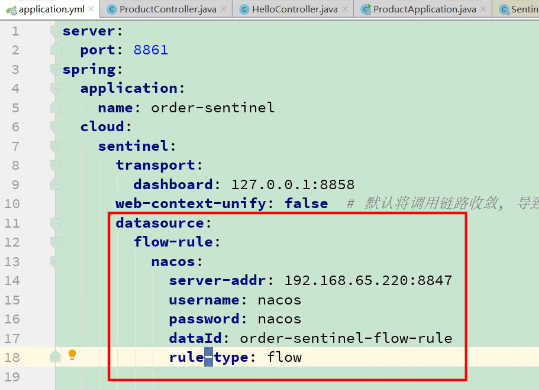 application.yml × ProductController.java × HelloController.java × ProductApplication.java × Sentin
1 server:
2   port: 8861
3 spring:
4   application:
5     name: order-sentinel
6   cloud:
7     sentinel:
8       transport:
9         dashboard: 127.0.0.1:8858
10       web-context-unify: false  # 默认将调用链路收敛, 导致
11       datasource:
12         flow-rule:
13           nacos:
14             server-addr: 192.168.65.220:8847
15             username: nacos
16             password: nacos
17             dataId: order-sentinel-flow-rule
18             rule-type: flow
19